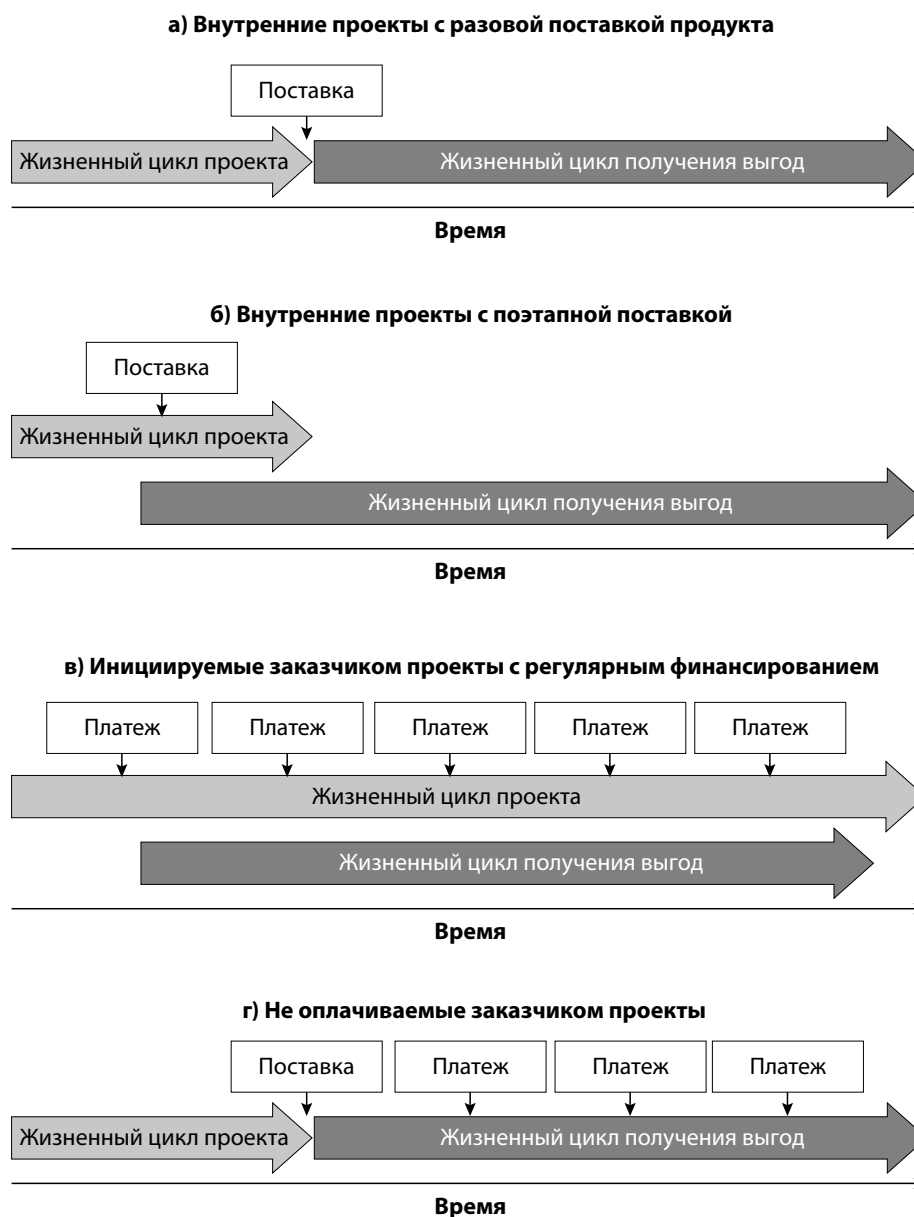 а) Внутренние проекты с разовой поставкой продукта
Поставка
Жизненный цикл проекта
Жизненный цикл получения выгод
Время
б) Внутренние проекты с поэтапной поставкой
Поставка
Жизненный цикл проекта
Жизненный цикл получения выгод
Время
в) Инициируемые заказчиком проекты с регулярным финансированием
Платеж
Платеж
Платеж
Платеж
Платеж
Жизненный цикл проекта
Жизненный цикл получения выгод
Время
г) Не оплачиваемые заказчиком проекты
Поставка
Платеж
Платеж
Платеж
Жизненный цикл проекта
Жизненный цикл получения выгод
Время